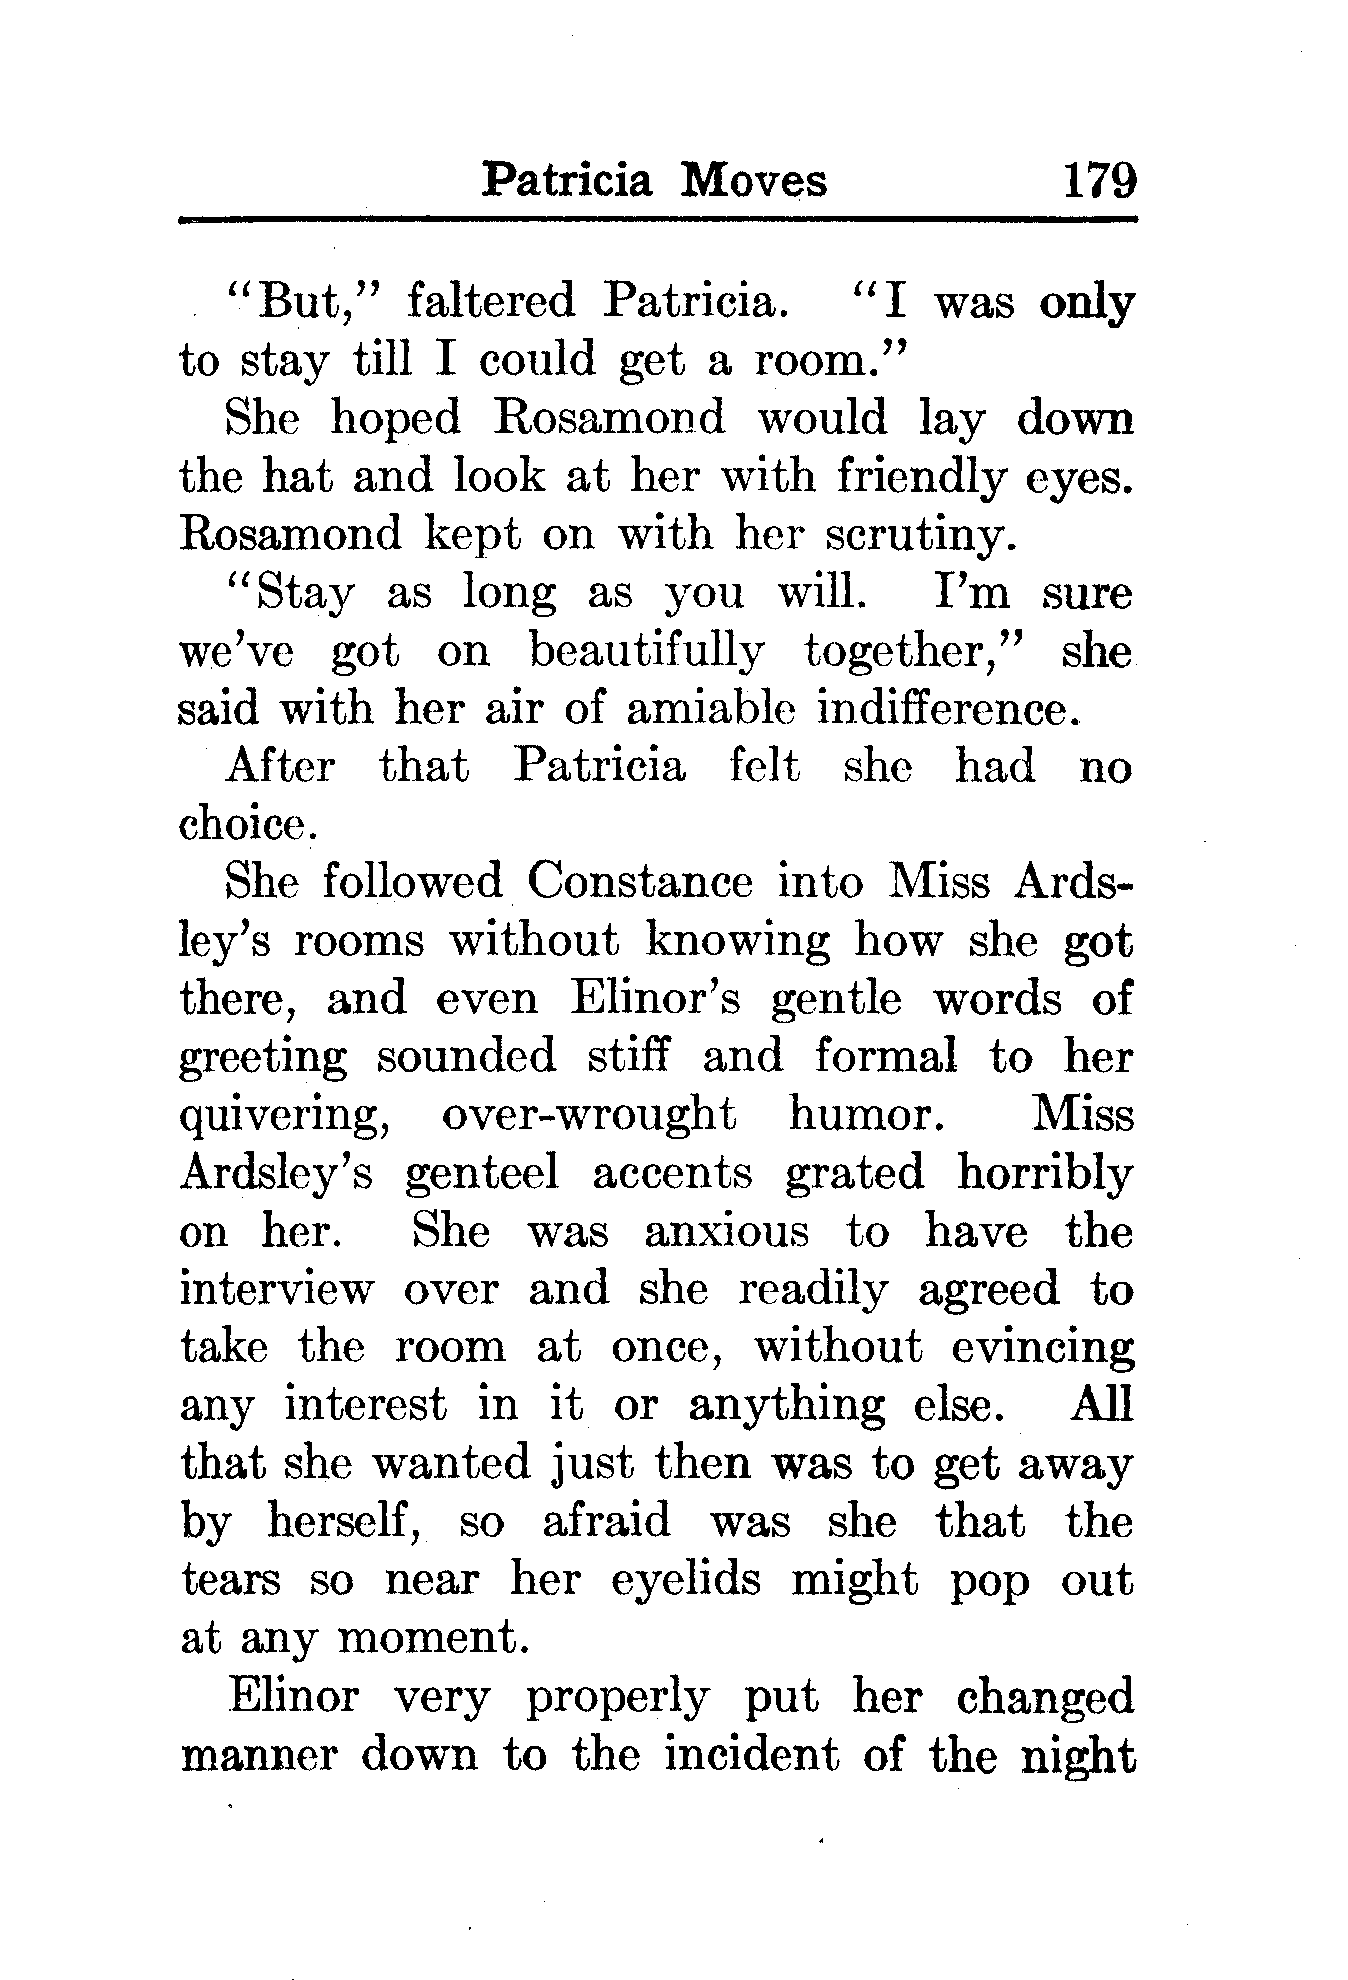 Patricia Moves 179
"But," faltered Patricia. "I was only
to stay till I could get a room."
She hoped Rosamond would lay down
the hat and look at her with friendly eyes.
Rosamond kept on with her scrutiny.
"Stay as long as you will. I'm sure
we've got on beautifully together," she
said with her air of amiable indifference.
After that Patricia felt she had no
choice.
She followed Constance into Miss Ards-
ley's rooms without knowing how she got
there, and even Elinor's gentle words of
greeting sounded stiff and formal to her
quivering, over-wrought humor. Miss
Ardsley's genteel accents grated horribly
on her. She was anxious to have the
interview over and she readily agreed to
take the room at once, without evincing
any interest in it or anything else. All
that she wanted just then was to get away
by herself, so afraid was she that the
tears so near her eyelids might pop out
at any moment.
Elinor very properly put her changed
manner down to the incident of the night